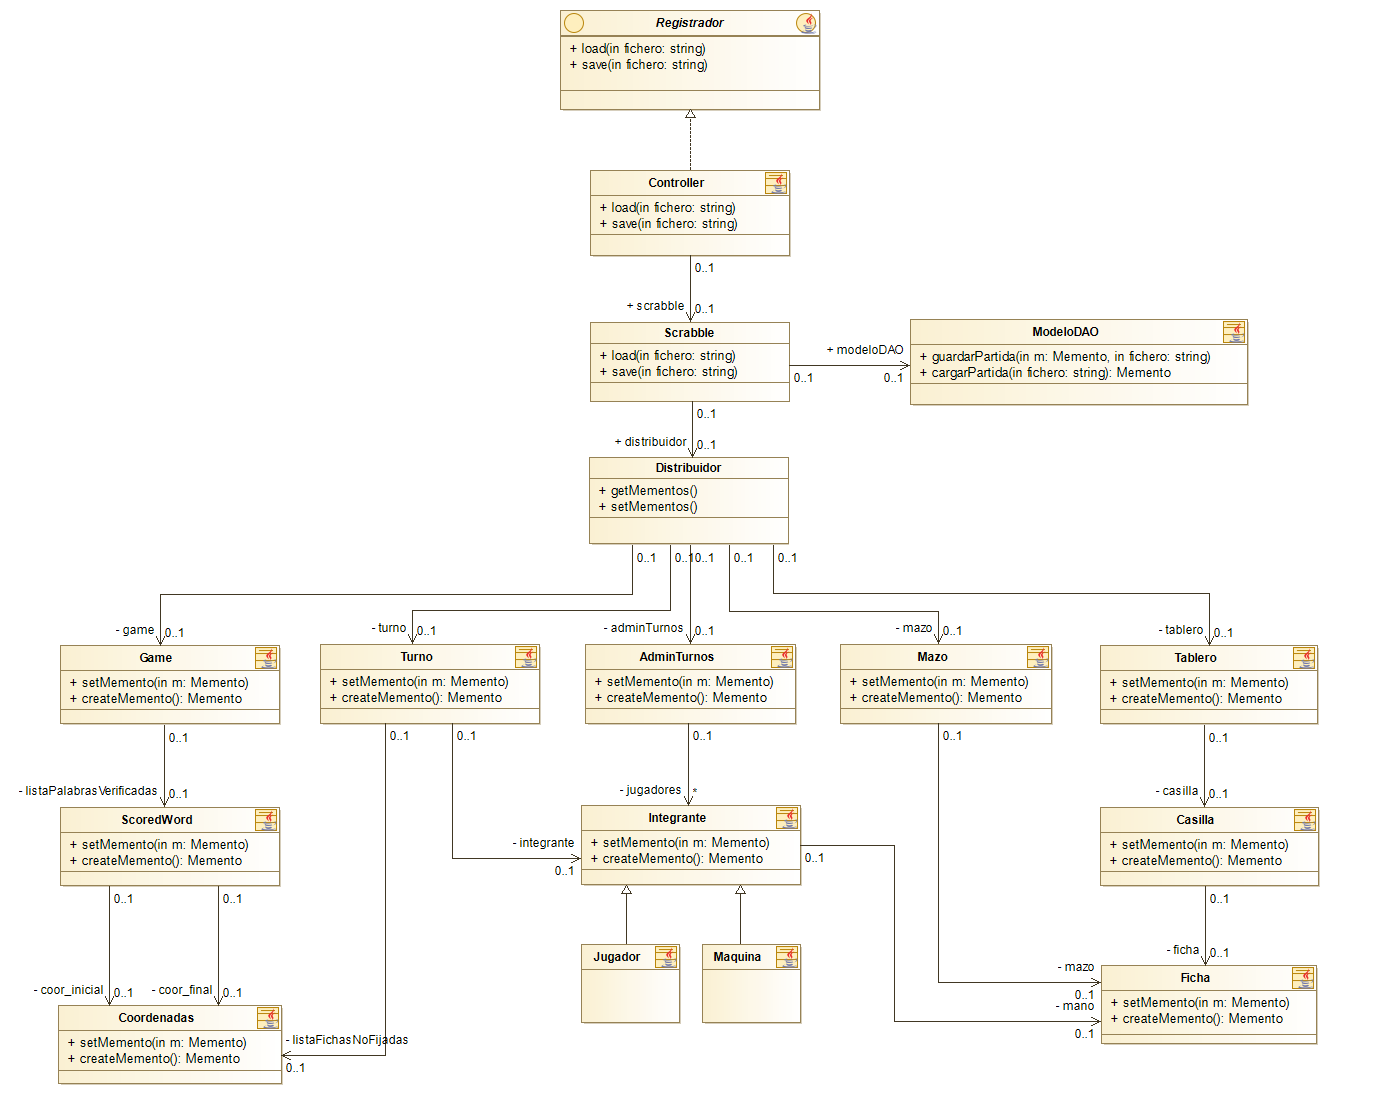 Registrador
+ load(in fichero: string)
+ save(in fichero: string)
Controller
+ load(in fichero: string)
+ save(in fichero: string)
0..1
+ scrabble
0..1
Scrabble
+ load(in fichero: string)
+ save(in fichero: string)
+ modeloDAO
0..1
0..1
ModeloDAO
+ guardarPartida(in m: Memento, in fichero: string)
+ cargarPartida(in fichero: string): Memento
0..1
+ distribuidor
0..1
Distribuidor
+ getMementos()
+ setMementos()
0..1
0..1
0..1
0..1
0..1
- game
0..1
- turno
0..1
- adminTurnos
0..1
- mazo
0..1
- tablero
0..1
Game
+ setMemento(in m: Memento)
+ createMemento(): Memento
Turno
+ setMemento(in m: Memento)
+ createMemento(): Memento
AdminTurnos
+ setMemento(in m: Memento)
+ createMemento(): Memento
Mazo
+ setMemento(in m: Memento)
+ createMemento(): Memento
Tablero
+ setMemento(in m: Memento)
+ createMemento(): Memento
0..1
0..1
0..1
0..1
0..1
0..1
- listaPalabrasVerificadas
0..1
- jugadores
*
- casilla
0..1
ScoredWord
+ setMemento(in m: Memento)
+ createMemento(): Memento
- integrante
0..1
Integrante
+ setMemento(in m: Memento)
+ createMemento(): Memento
0..1
Casilla
+ setMemento(in m: Memento)
+ createMemento(): Memento
0..1
0..1
0..1
Jugador
Maquina
- ficha
0..1
- mazo
0..1
- mano
0..1
Ficha
+ setMemento(in m: Memento)
+ createMemento(): Memento
- coor_inicial
0..1
- coor_final
0..1
Coordenadas
+ setMemento(in m: Memento)
+ createMemento(): Memento
- listaFichasNoFijadas
0..1